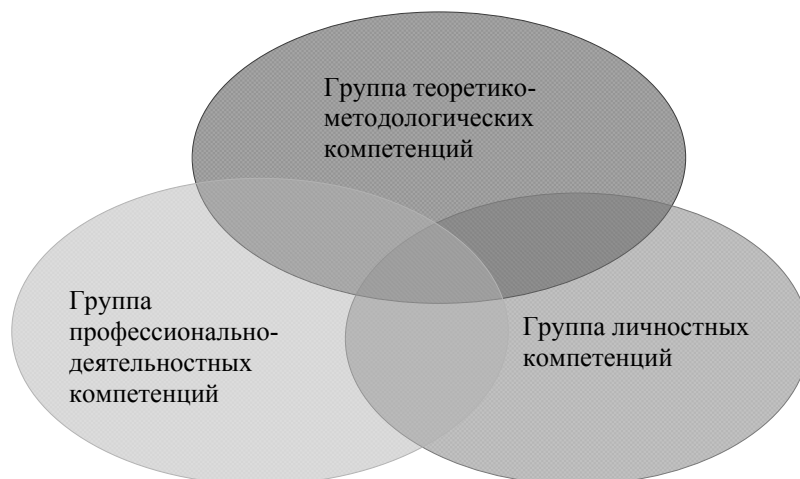 Группа теоретико-
методологических
компетенций
Группа
профессионально-
деятельностных
компетенций
Группа личностных
компетенций